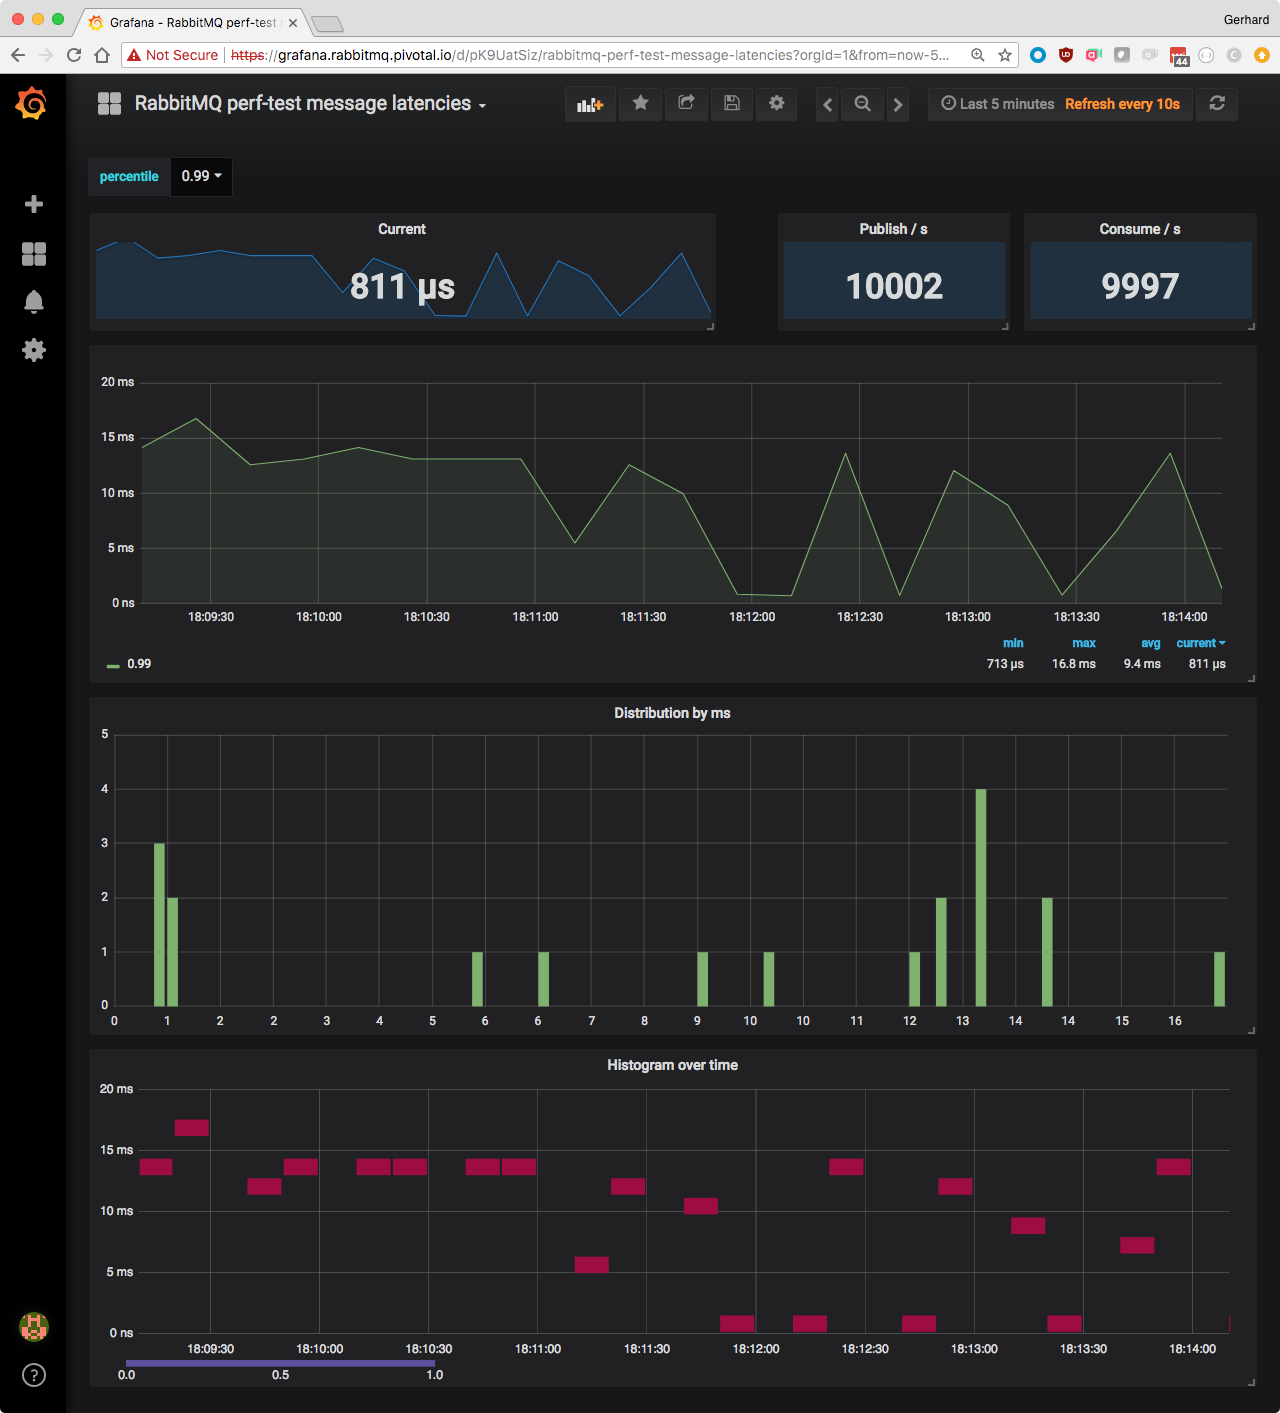 Grafana - RabbitMQ perf-test
Gerhard
Not Secure https://grafana.rabbitmq.pivotal.io/d/pK9UatSiz/rabbitmq-perf-test-message-latencies?orgId=1&from=now-5...
44
RabbitMQ perf-test message latencies
Last 5 minutes Refresh every 10s
percentile 0.99
Current
811 µs
Publish / s
10002
Consume / s
9997
20 ms
15 ms
10 ms
5 ms
0 ns
18:09:30 18:10:00 18:10:30 18:11:00 18:11:30 18:12:00 18:12:30 18:13:00 18:13:30 18:14:00
min max avg current
0.99 713 µs 16.8 ms 9.4 ms 811 µs
Distribution by ms
5
4
3
2
1
0
0 1 2 2 3 4 5 6 6 7 8 9 10 10 11 12 13 14 14 15 16
Histogram over time
20 ms
15 ms
10 ms
5 ms
0 ns
18:09:30 18:10:00 18:10:30 18:11:00 18:11:30 18:12:00 18:12:30 18:13:00 18:13:30 18:14:00
0.0 0.5 1.0
?